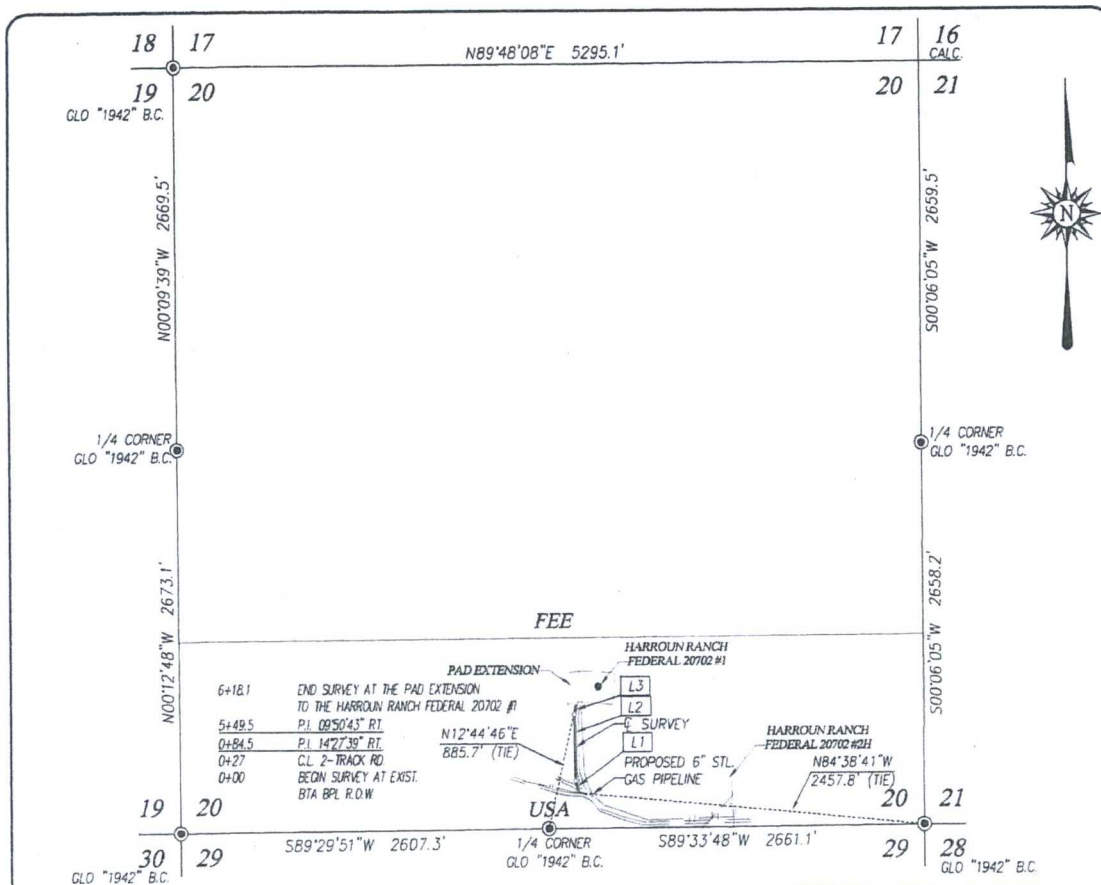 18 17
N89°48'08"E 5295.1'
17 16
CALC.
19 20
20 21
GLO "1942" B.C.
N00°09'39"W 2669.5'
S00°06'05"W 2659.5'
N
1/4 CORNER
GLO "1942" B.C.
1/4 CORNER
GLO "1942" B.C.
N00°12'48"W 2673.1'
S00°06'05"W 2658.2'
FEE
HARROUN RANCH
FEDERAL 20702 #1
PAD EXTENSION
L3
L2
℄ SURVEY
L1
PROPOSED 6" STL.
GAS PIPELINE
6+18.1 END SURVEY AT THE PAD EXTENSION
TO THE HARROUN RANCH FEDERAL 20702 #1
5+49.5 P.I. 09°50'43" RT.
0+84.5 P.I. 14°27'39" RT.
0+27 C.L. 2-TRACK RD.
0+00 BEGIN SURVEY AT EXIST.
BTA BPL R.O.W.
N12°44'46"E
885.7' (TIE)
HARROUN RANCH
FEDERAL 20702 #2H
N84°38'41"W
2457.8' (TIE)
19 20
USA
20 21
S89°29'51"W 2607.3'
1/4 CORNER
GLO "1942" B.C.
S89°33'48"W 2661.1'
30 29
29 28
GLO "1942" B.C.
GLO "1942" B.C.